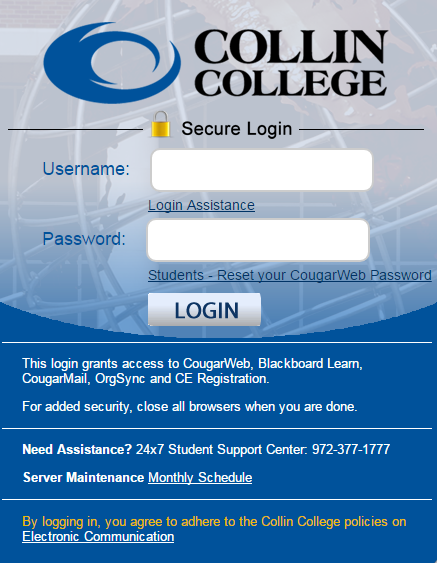 COLLIN
COLLEGE
Secure Login
Username:
Login Assistance
Password:
Students - Reset your CougarWeb Password
LOGIN
This login grants access to CougarWeb, Blackboard Learn,
CougarMail, OrgSync and CE Registration.
For added security, close all browsers when you are done.
Need Assistance? 24x7 Student Support Center: 972-377-1777
Server Maintenance Monthly Schedule
By logging in, you agree to adhere to the Collin College policies on
Electronic Communication